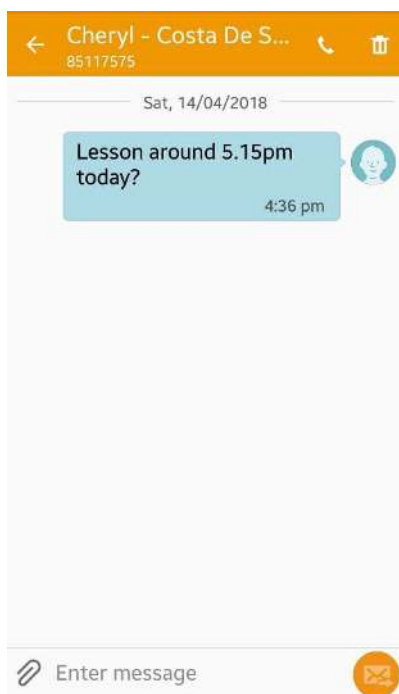 Cheryl - Costa De S...
85117575
Sat, 14/04/2018
Lesson around 5.15pm
today?
4:36 pm
Enter message